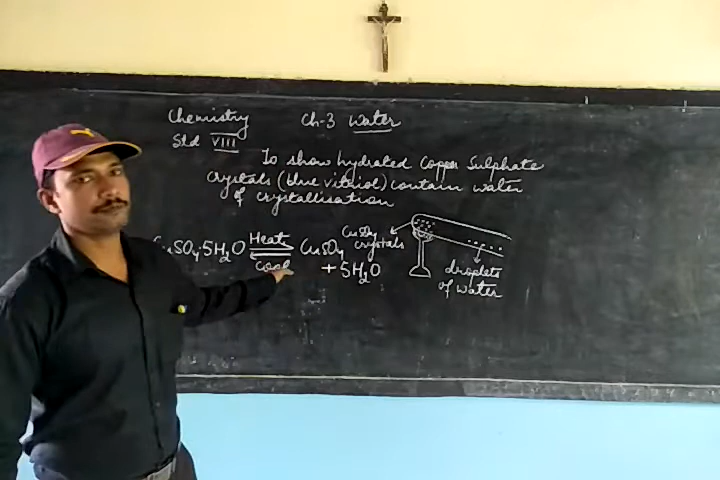 Chemistry Ch-3 Water
Std VIII
To show hydrated Copper Sulphate
Crystals (blue vitriol) contain water
of crystallisation
CuSO4·5H2O Heat CuSO4
Cool
+ 5H2O
CuSO4
crystals
droplets
of water